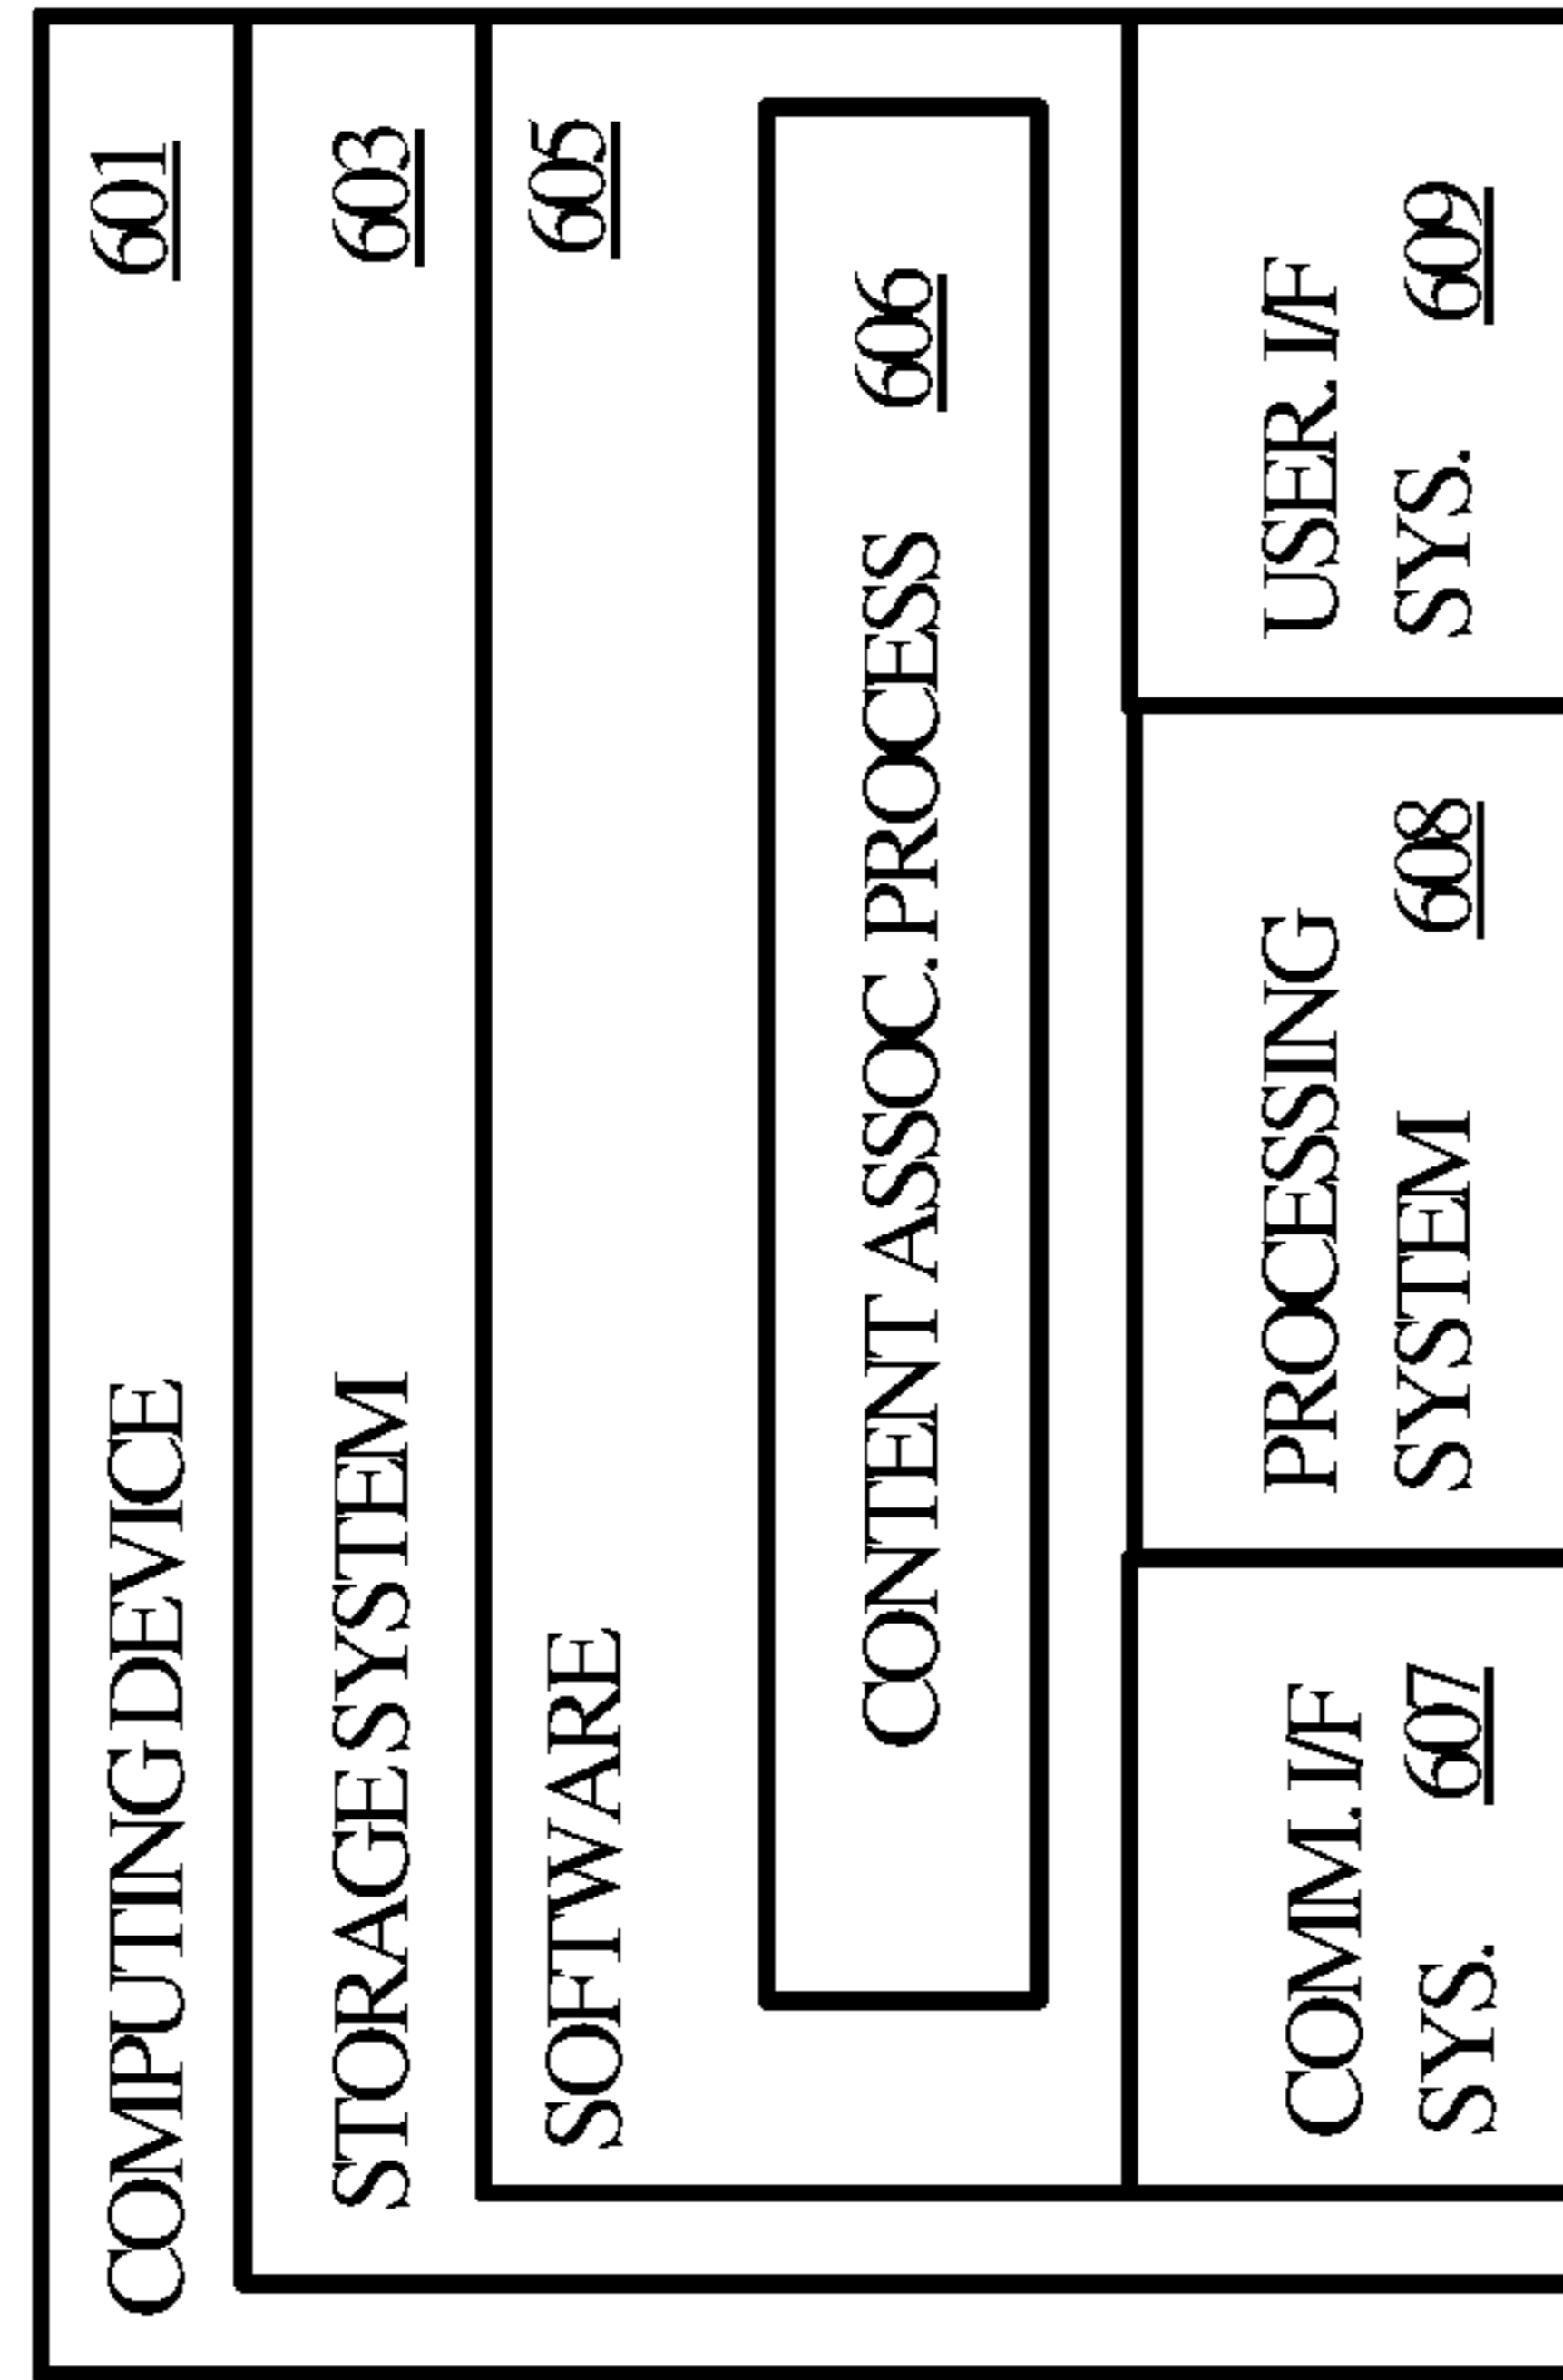 COMPUTING DEVICE 601
STORAGE SYSTEM 603
SOFTWARE 605
CONTENT ASSOC. PROCESS 606
COMM. I/F
SYS. 607
PROCESSING
SYSTEM 608
USER. I/F
SYS. 609